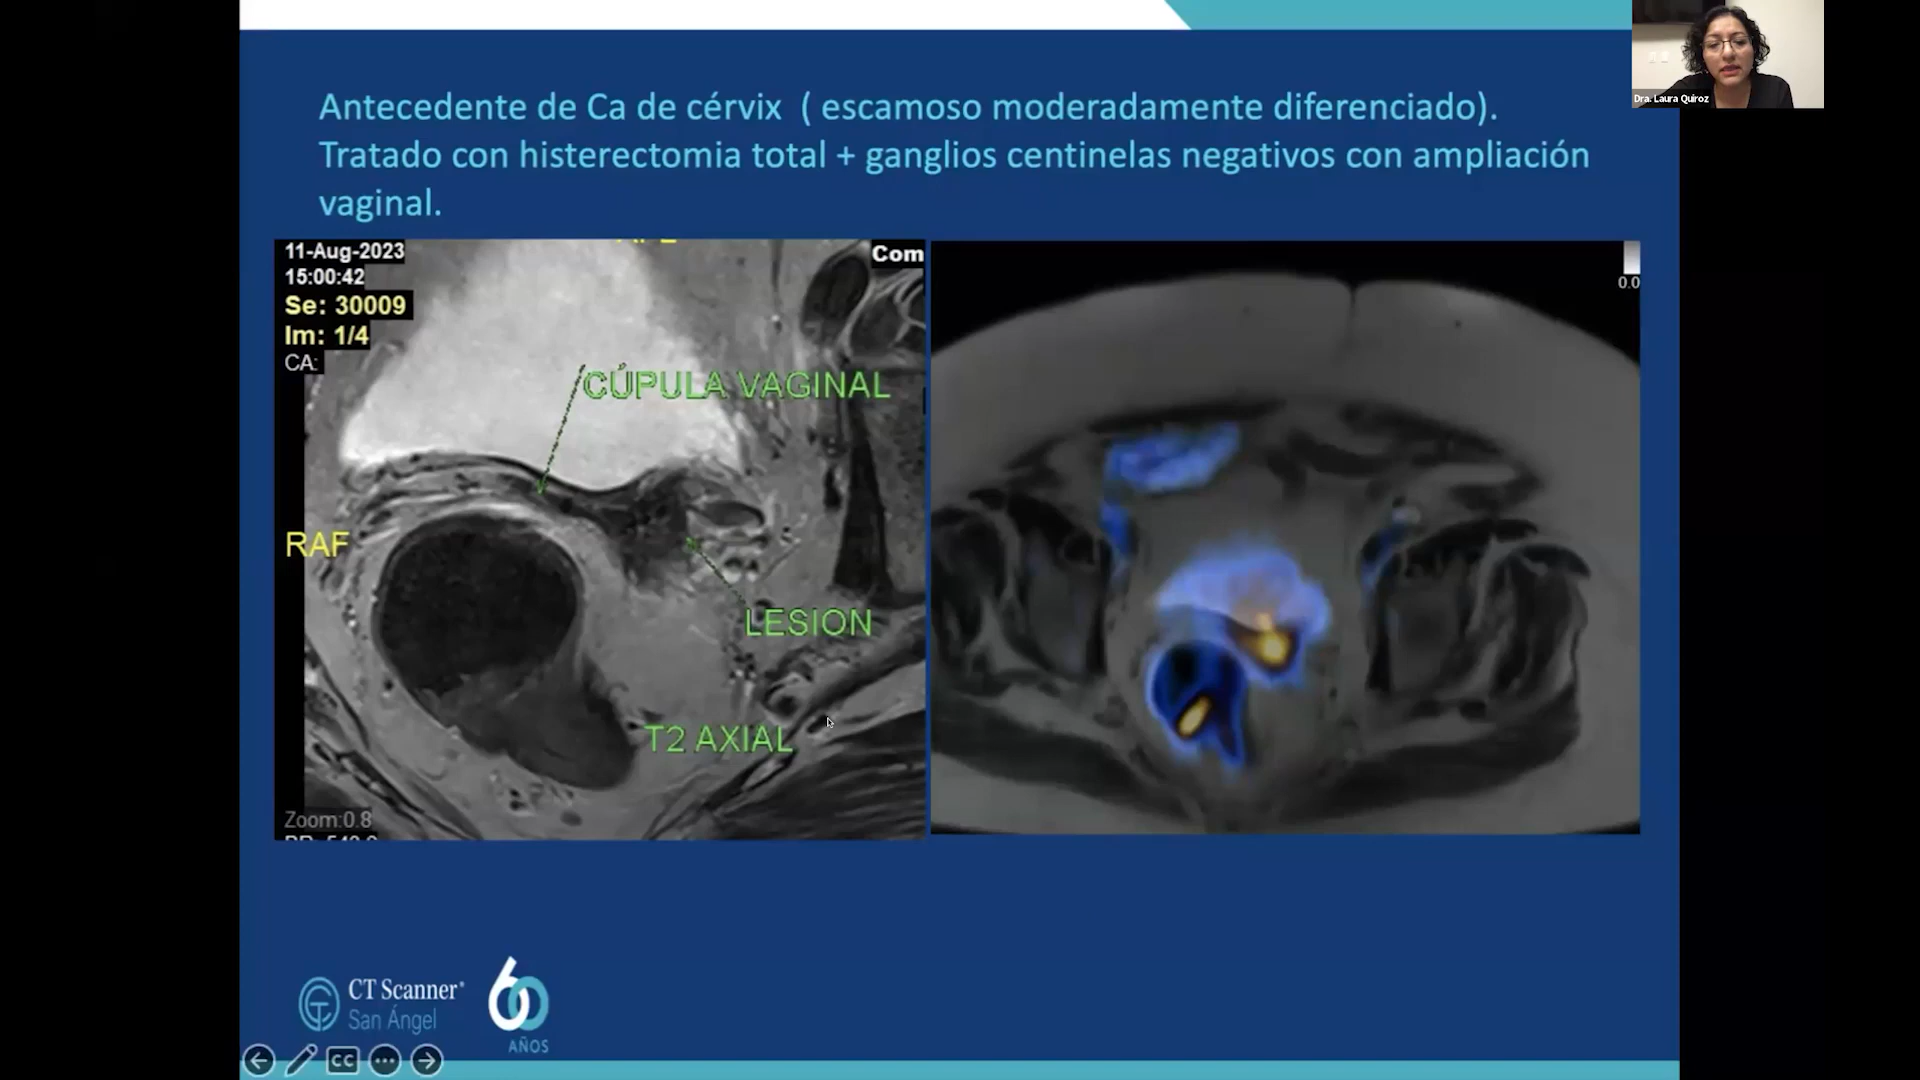 Dra. Laura Quiroz
Antecedente de Ca de cérvix ( escamoso moderadamente diferenciado).
Tratado con histerectomia total + ganglios centinelas negativos con ampliación
vaginal.
11-Aug-2023
15:00:42
Se: 30009
Im: 1/4
CA:
Com
CÚPULA VAGINAL
RAF
LESION
T2 AXIAL
Zoom:0.8
0.0
CT Scanner
San Ángel
60
AÑOS
CC